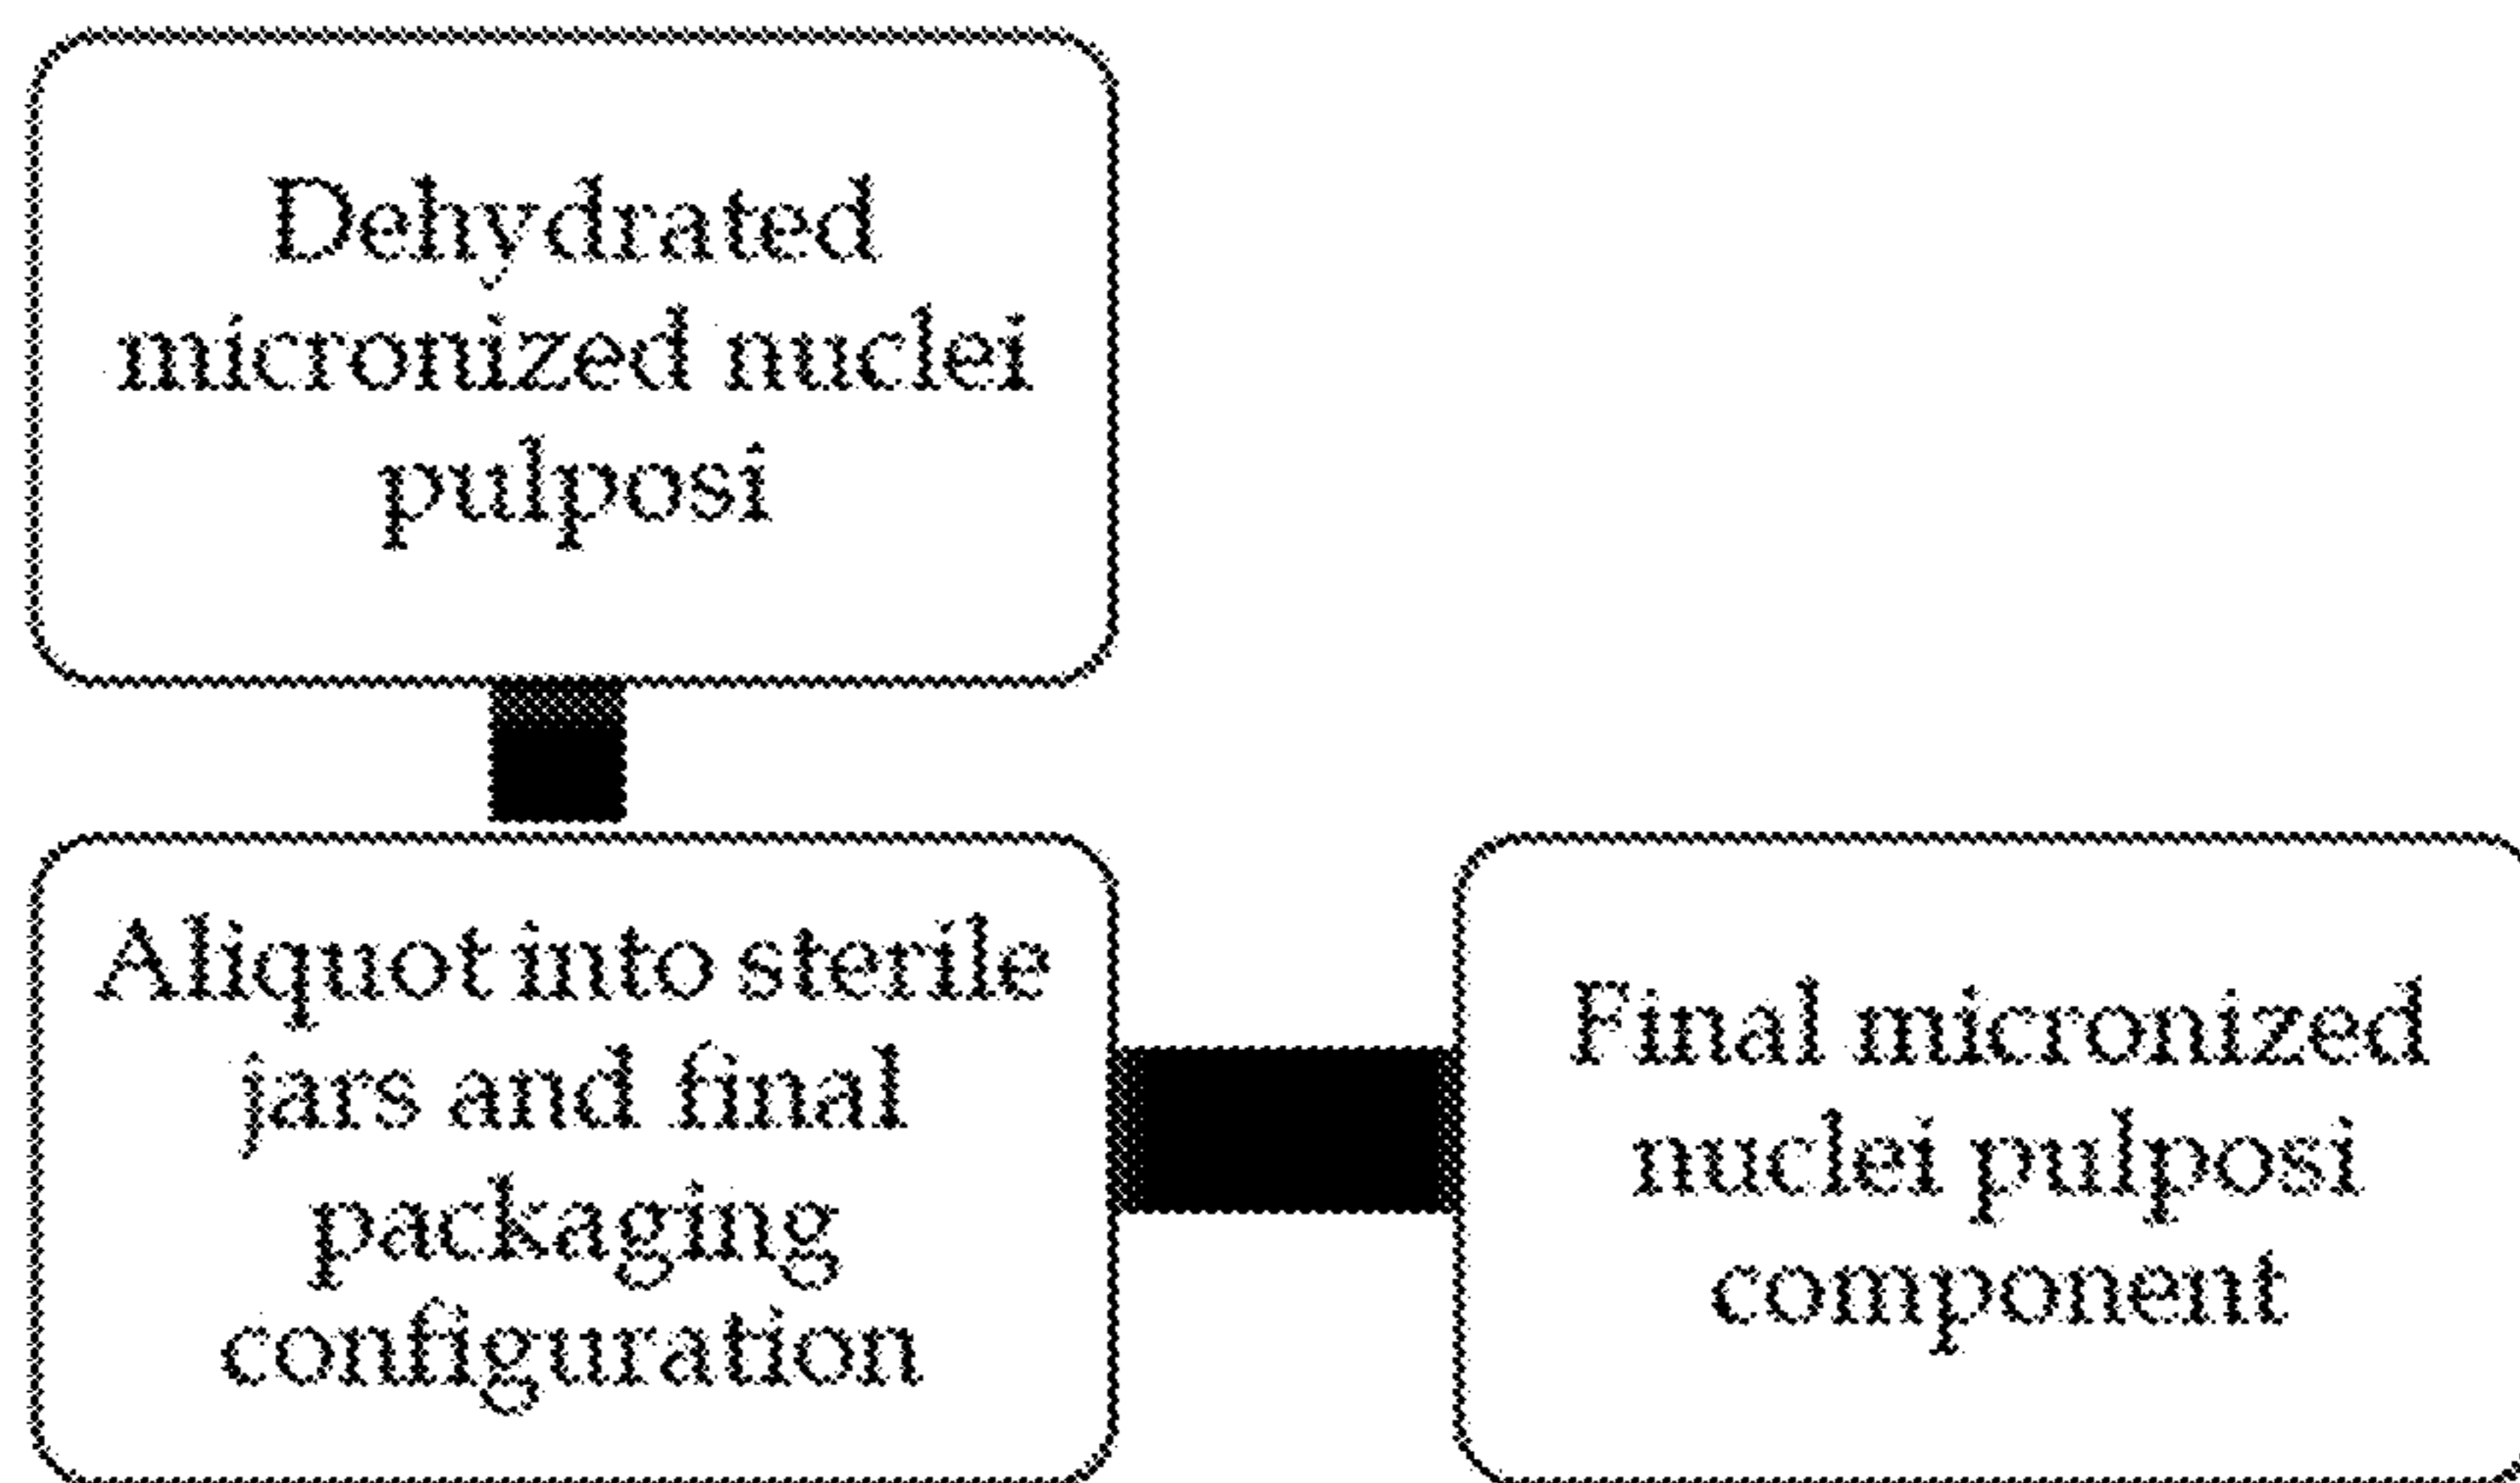 Dehydrated
micronized nuclei
pulposi
Aliquot into sterile
jars and final
packaging
configuration
Final micronized
nuclei pulposi
component